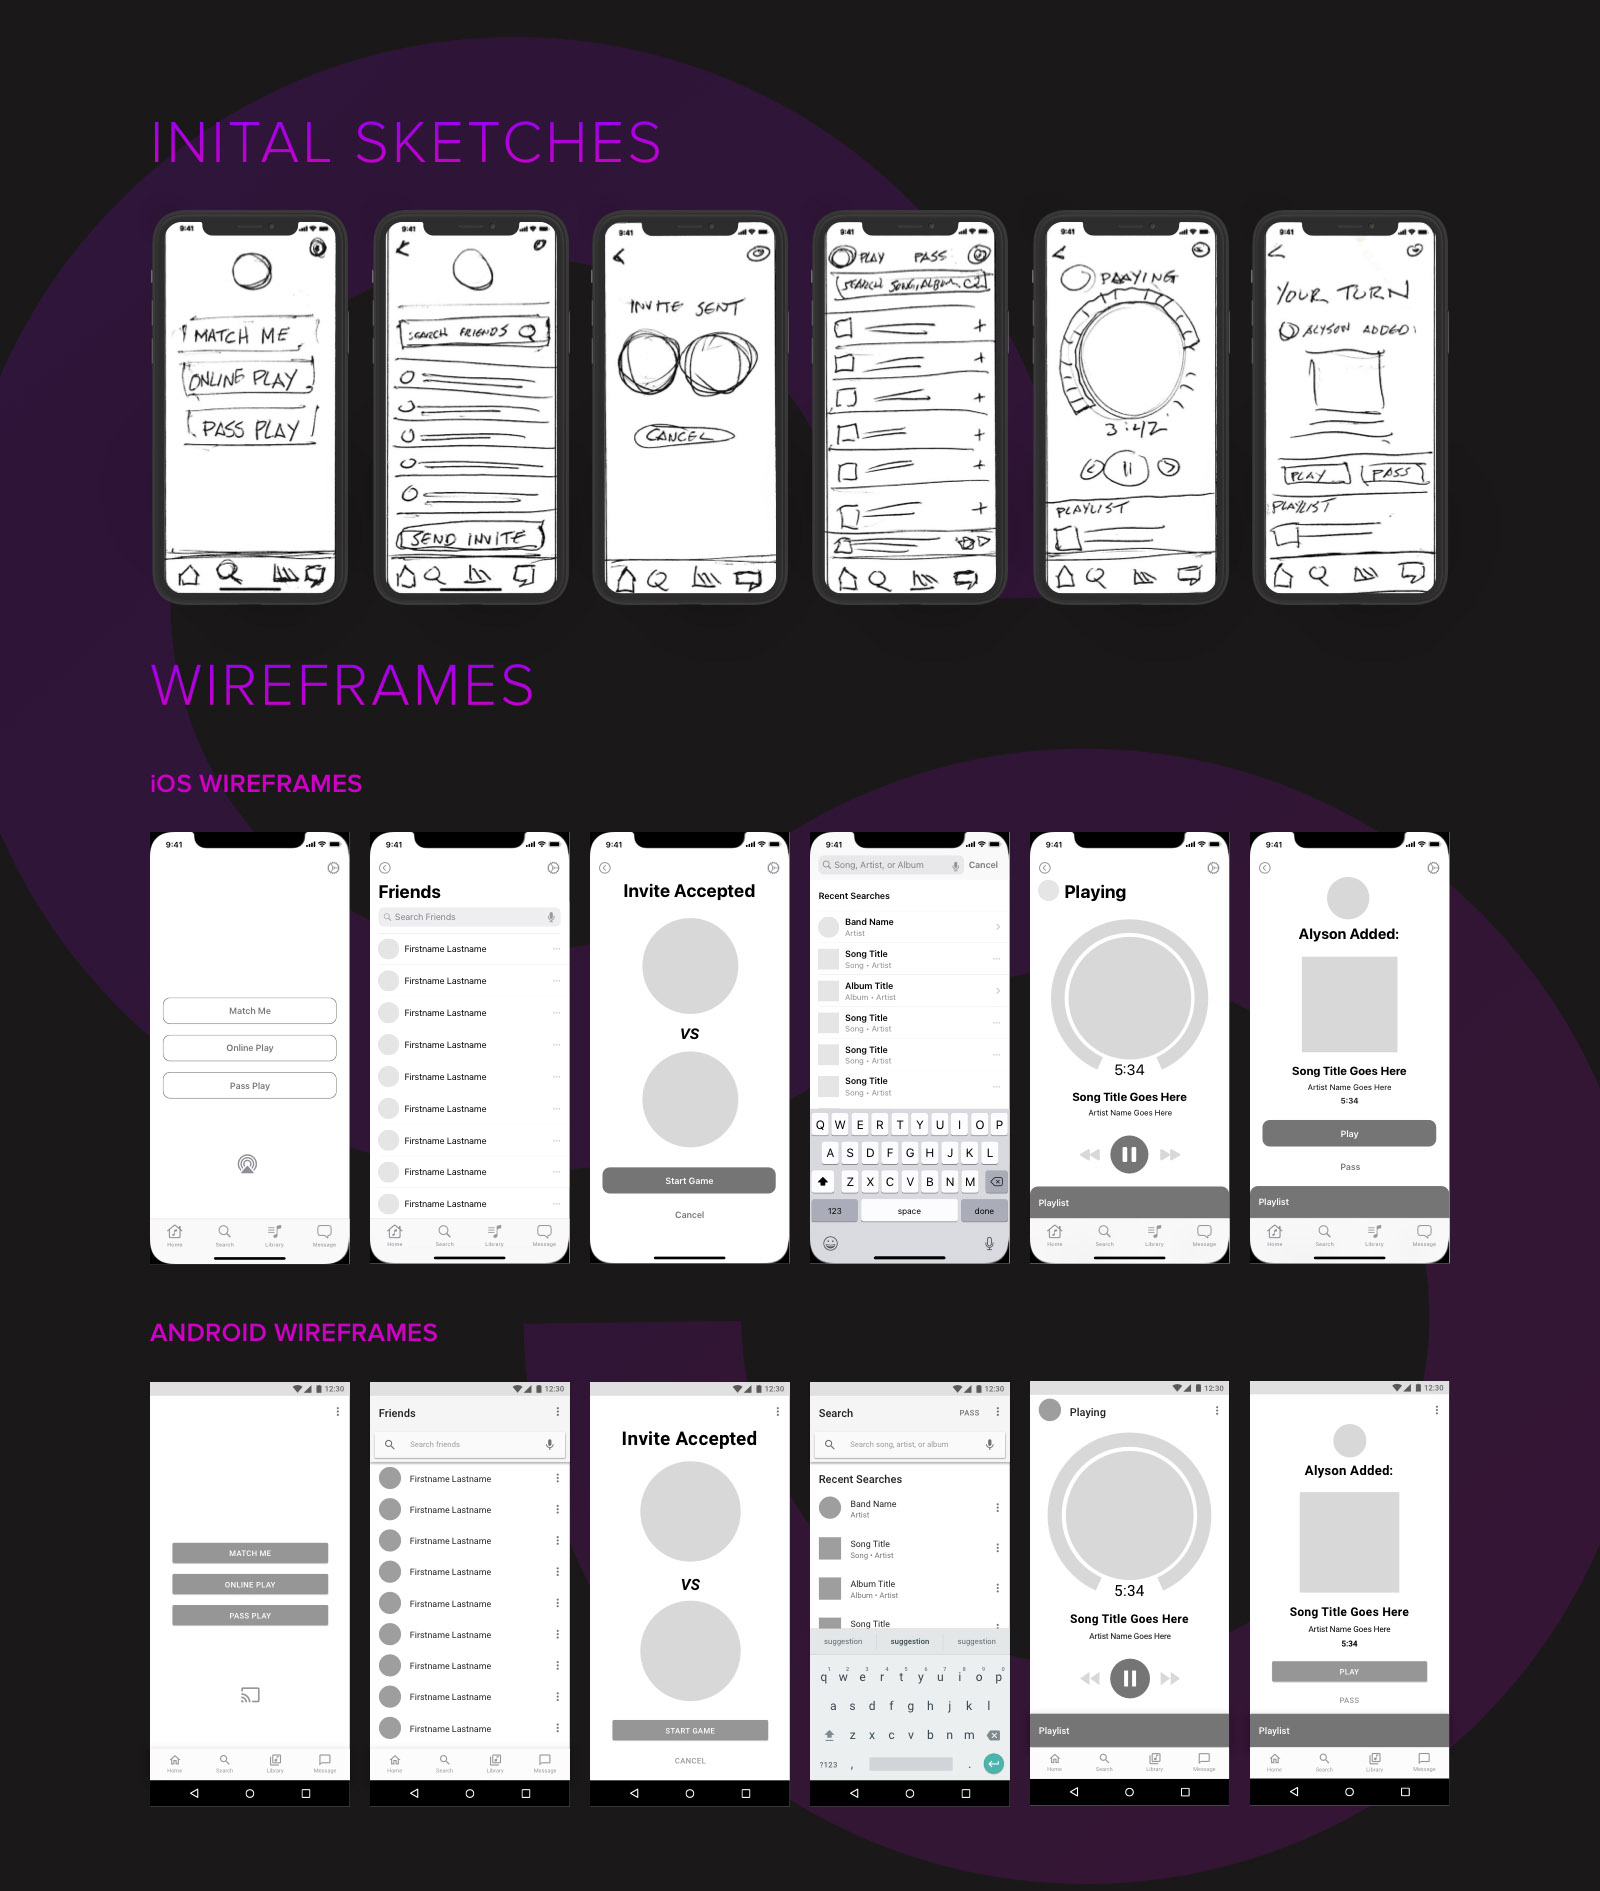 INITAL SKETCHES
9:41
MATCH ME
ONLINE PLAY
PASS PLAY
9:41
SEARCH FRIENDS
SEND INVITE
9:41
INVITE SENT
CANCEL
9:41
PLAY PASS
SEARCH SONG, ALBUM,
9:41
PLAYING
3:42
PLAYLIST
9:41
YOUR TURN
ALYSON ADDED:
PLAY PASS
PLAYLIST
WIREFRAMES
iOS WIREFRAMES
9:41
Match Me
Online Play
Pass Play
Home Search Library Message
9:41
Friends
Search Friends
Firstname Lastname
Firstname Lastname
Firstname Lastname
Firstname Lastname
Firstname Lastname
Firstname Lastname
Firstname Lastname
Firstname Lastname
Firstname Lastname
Home Search Library Message
9:41
Invite Accepted
VS
Start Game
Cancel
9:41
Song, Artist, or Album Cancel
Recent Searches
Band Name
Artist
Song Title
Song • Artist
Album Title
Album • Artist
Song Title
Song • Artist
Song Title
Song • Artist
Song Title
Song • Artist
Q W E R T Y U I O P
A S D F G H J K L
Z X C V B N M
123 space done
9:41
Playing
5:34
Song Title Goes Here
Artist Name Goes Here
Playlist
Home Search Library Message
9:41
Alyson Added:
Song Title Goes Here
Artist Name Goes Here
5:34
Play
Pass
Playlist
Home Search Library Message
ANDROID WIREFRAMES
12:30
MATCH ME
ONLINE PLAY
PASS PLAY
Home Search Library Message
12:30
Friends
Search friends
Firstname Lastname
Firstname Lastname
Firstname Lastname
Firstname Lastname
Firstname Lastname
Firstname Lastname
Firstname Lastname
Firstname Lastname
Firstname Lastname
Home Search Library Message
12:30
Invite Accepted
VS
START GAME
CANCEL
12:30
Search PASS
Search song, artist, or album
Recent Searches
Band Name
Artist
Song Title
Song • Artist
Album Title
Album • Artist
Song Title
suggestion suggestion suggestion
1 2 3 4 5 6 7 8 9 0
q w e r t y u i o p
a s d f g h j k l
z x c v b n m
?123 , .
12:30
Playing
5:34
Song Title Goes Here
Artist Name Goes Here
Playlist
Home Search Library Message
12:30
Alyson Added:
Song Title Goes Here
Artist Name Goes Here
5:34
PLAY
PASS
Playlist
Home Search Library Message